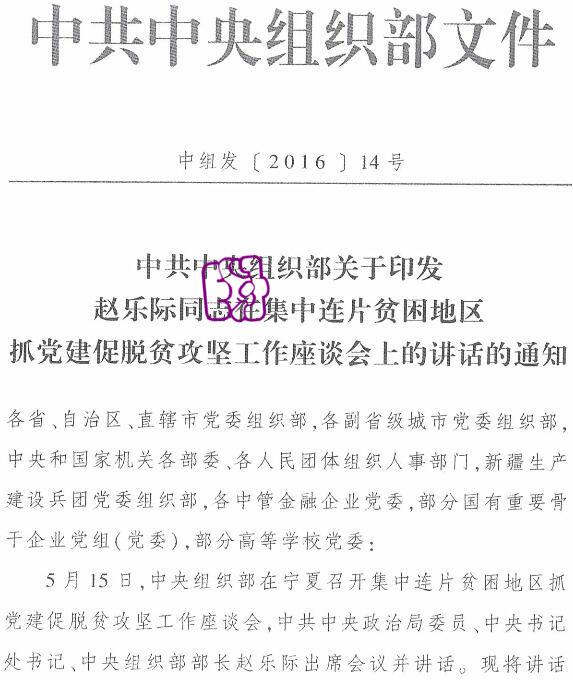 中共中央组织部文件
中组发〔2016〕14号
中共中央组织部关于印发
赵乐际同志在集中连片贫困地区
抓党建促脱贫攻坚工作座谈会上的讲话的通知
各省、自治区、直辖市党委组织部,各副省级城市党委组织部,
中央和国家机关各部委、各人民团体组织人事部门,新疆生产
建设兵团党委组织部,各中管金融企业党委,部分国有重要骨
干企业党组(党委),部分高等学校党委:
5月15日,中央组织部在宁夏召开集中连片贫困地区抓
党建促脱贫攻坚工作座谈会,中共中央政治局委员、中央书记
处书记、中央组织部部长赵乐际出席会议并讲话。现将讲话